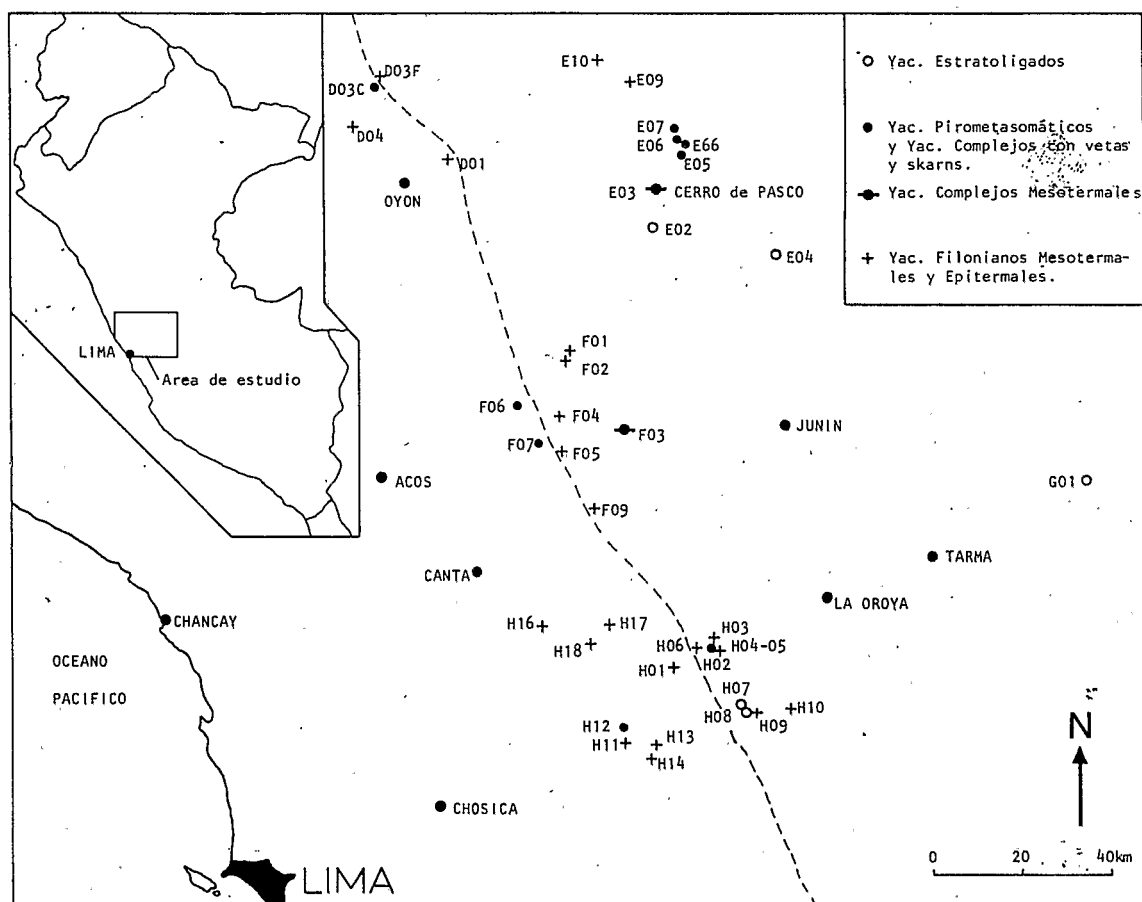 LIMA
Area de estudio
Yac. Estratoligados
Yac. Pirometasomáticos
y Yac. Complejos con vetas
y skarns.
Yac. Complejos Mesotermales
Yac. Filonianos Mesoterma-
les y Epitermales.
E10
E09
D03F
D03C
D04
D01
OYON
E07
E06
E66
E05
E03
CERRO de PASCO
E02
E04
F01
F02
F06
F04
F07
F03
F05
JUNIN
ACOS
G01
F09
TARMA
CANTA
LA OROYA
CHANCAY
H16
H17
H03
H18
H06
H04-05
H02
H01
OCEANO
PACIFICO
H07
H08
H10
H09
H12
H11
H13
H14
N
CHOSICA
0 20 40km
LIMA